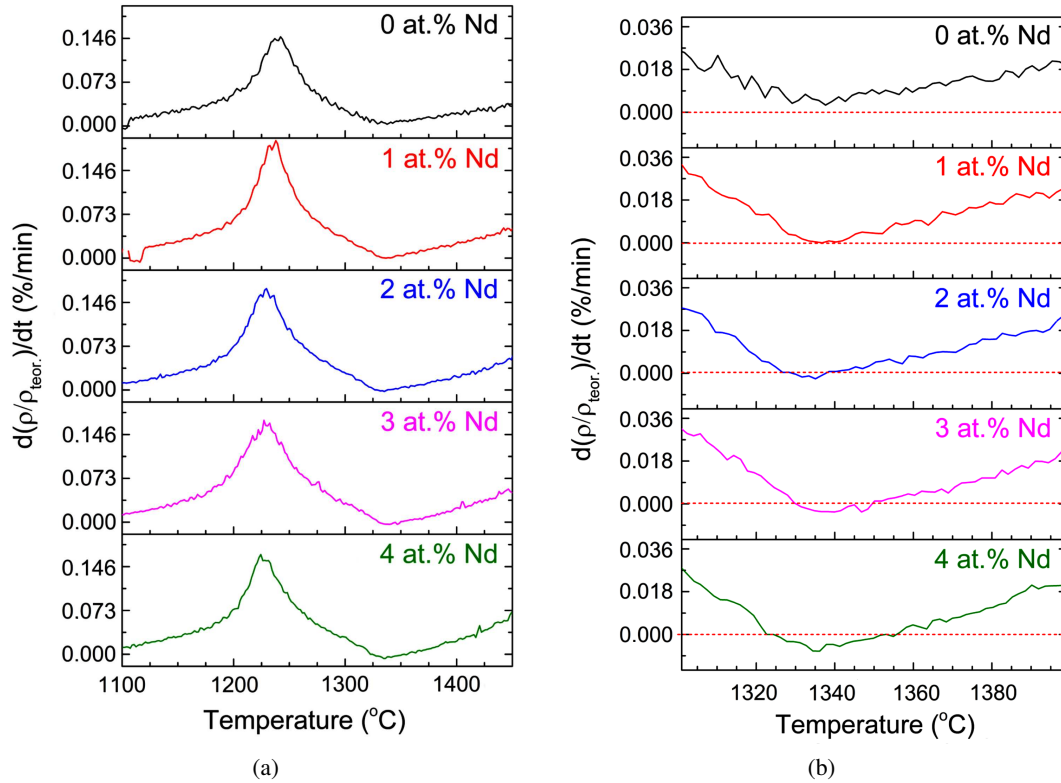 0 at.% Nd
0.146
0.073
0.000
1 at.% Nd
0.146
0.073
0.000
2 at.% Nd
0.146
0.073
0.000
3 at.% Nd
0.146
0.073
0.000
4 at.% Nd
0.146
0.073
0.000
d(ρ/ρteor.)/dt (%/min)
1100 1200 1300 1400
Temperature (oC)
(a)
0 at.% Nd
0.036
0.018
0.000
1 at.% Nd
0.036
0.018
0.000
2 at.% Nd
0.036
0.018
0.000
3 at.% Nd
0.036
0.018
0.000
4 at.% Nd
0.036
0.018
0.000
d(ρ/ρteor.)/dt (%/min)
1320 1340 1360 1380
Temperature (oC)
(b)